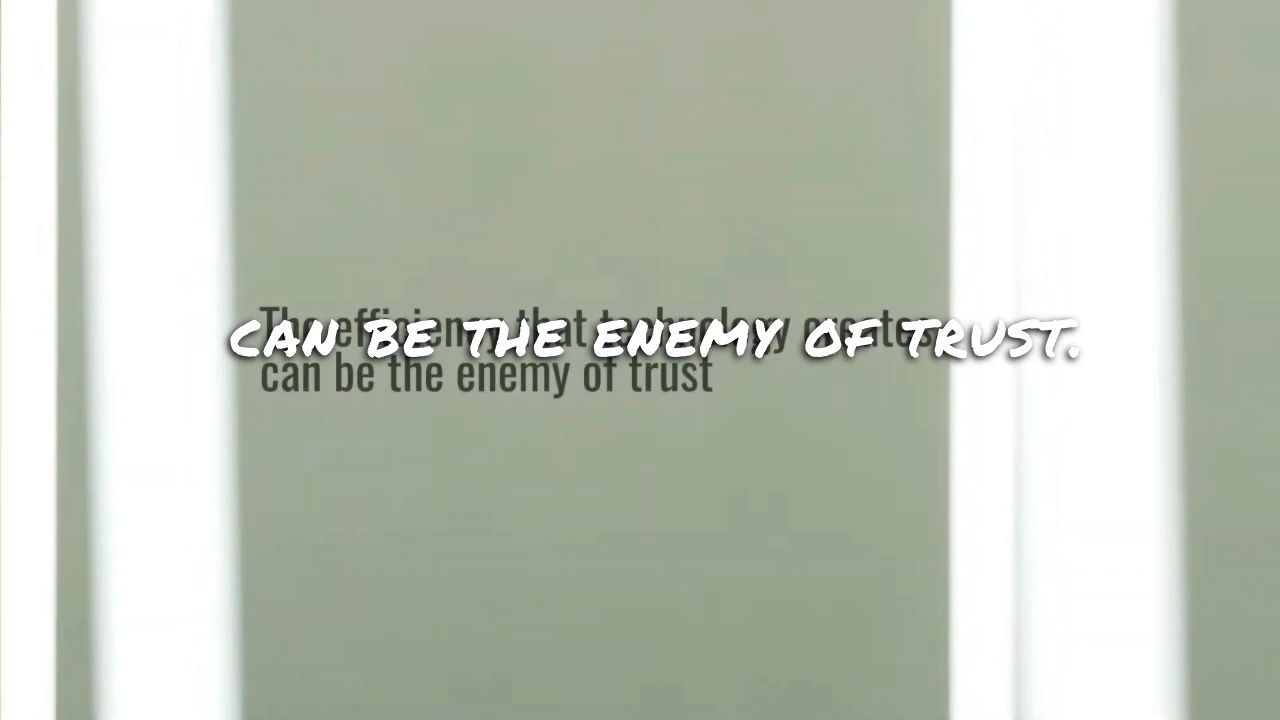 The efficiency that technology creates
can be the enemy of trust.
can be the enemy of trust